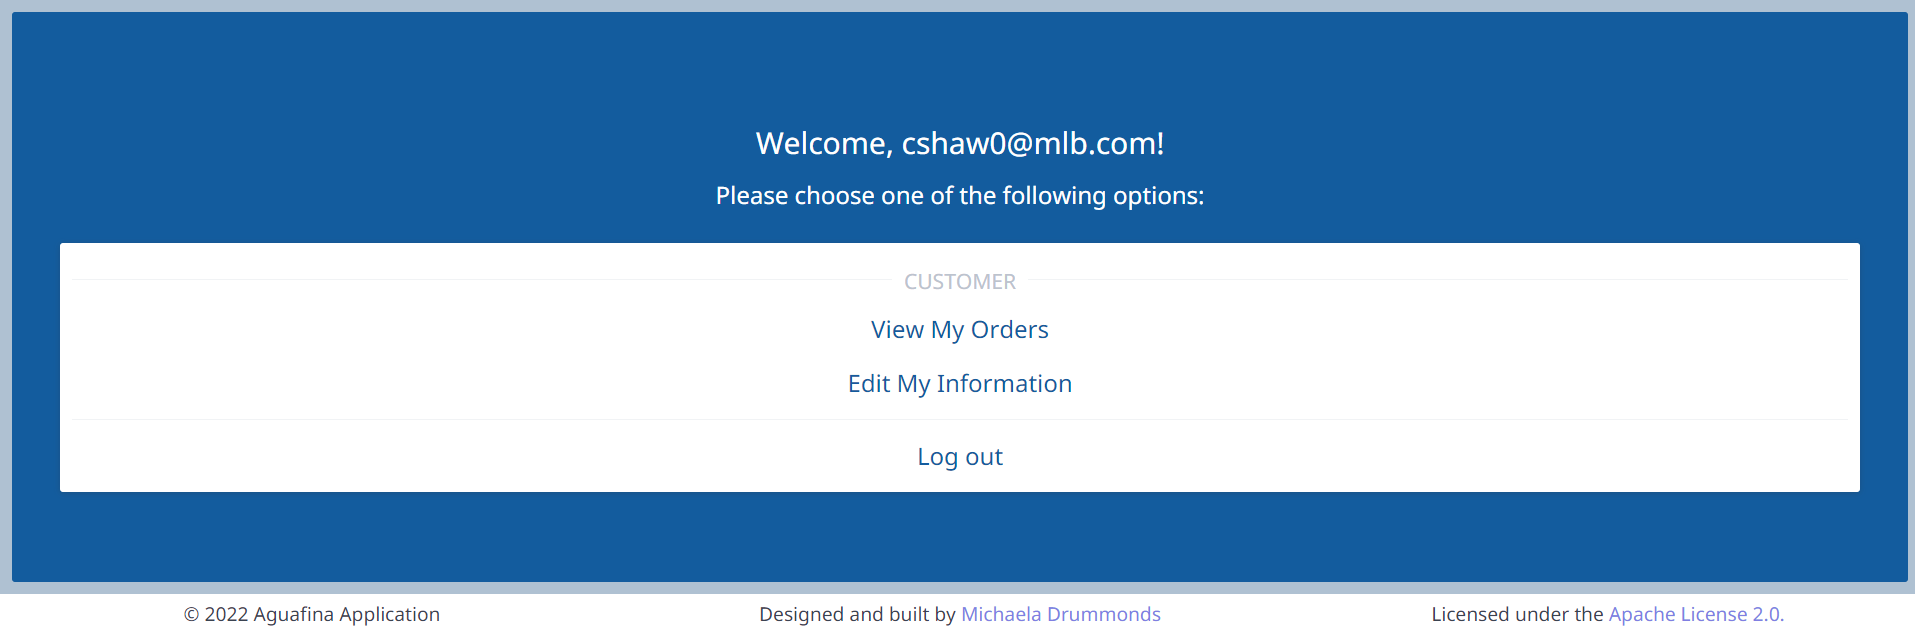 Welcome, cshaw0@mlb.com!
Please choose one of the following options:
CUSTOMER
View My Orders
Edit My Information
Log out
© 2022 Aguafina Application
Designed and built by Michaela Drummonds
Licensed under the Apache License 2.0.